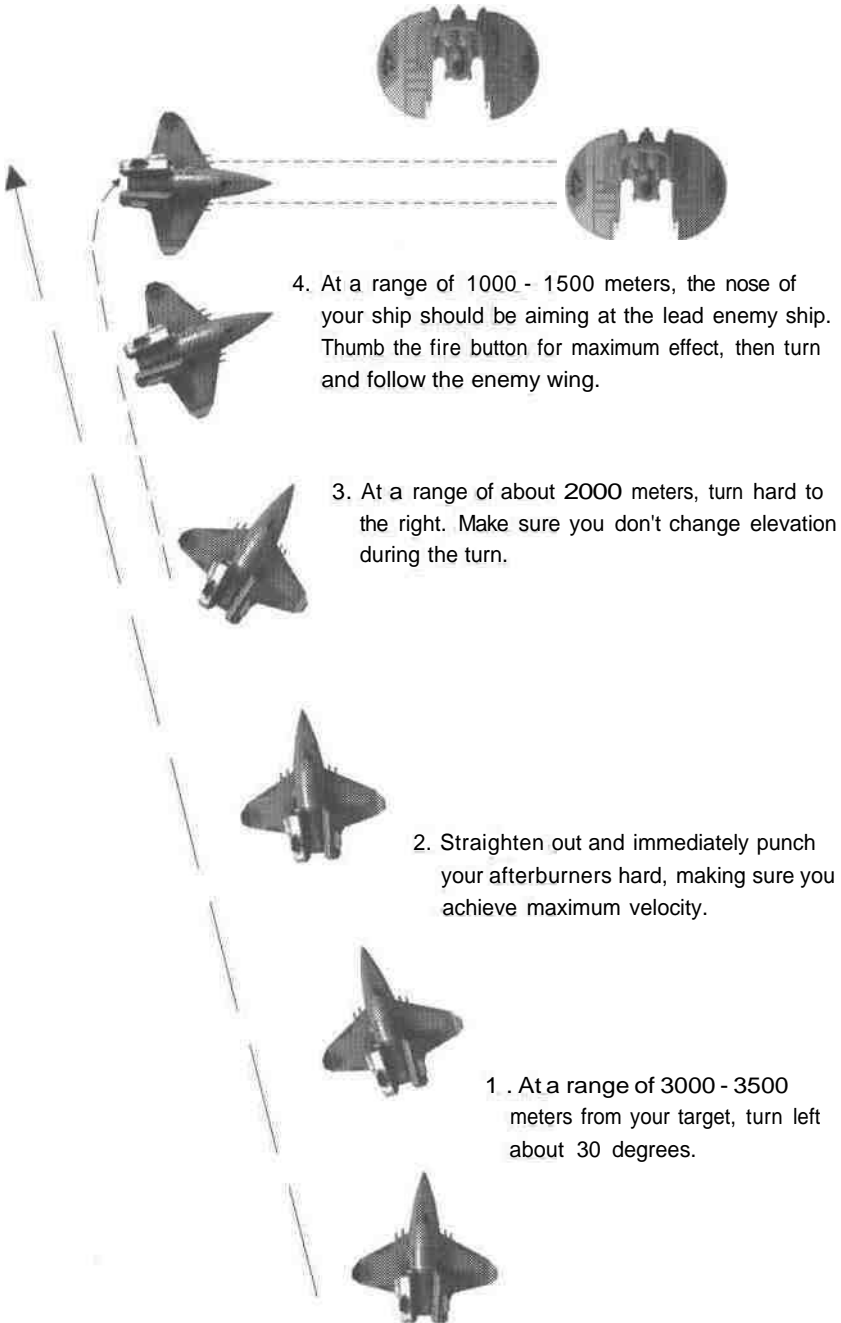 4. At a range of 1000 - 1500 meters, the nose of
your ship should be aiming at the lead enemy ship.
Thumb the fire button for maximum effect, then turn
and follow the enemy wing.
3. At a range of about 2000 meters, turn hard to
the right. Make sure you don't change elevation
during the turn.
2. Straighten out and immediately punch
your afterburners hard, making sure you
achieve maximum velocity.
1 . At a range of 3000 - 3500
meters from your target, turn left
about 30 degrees.